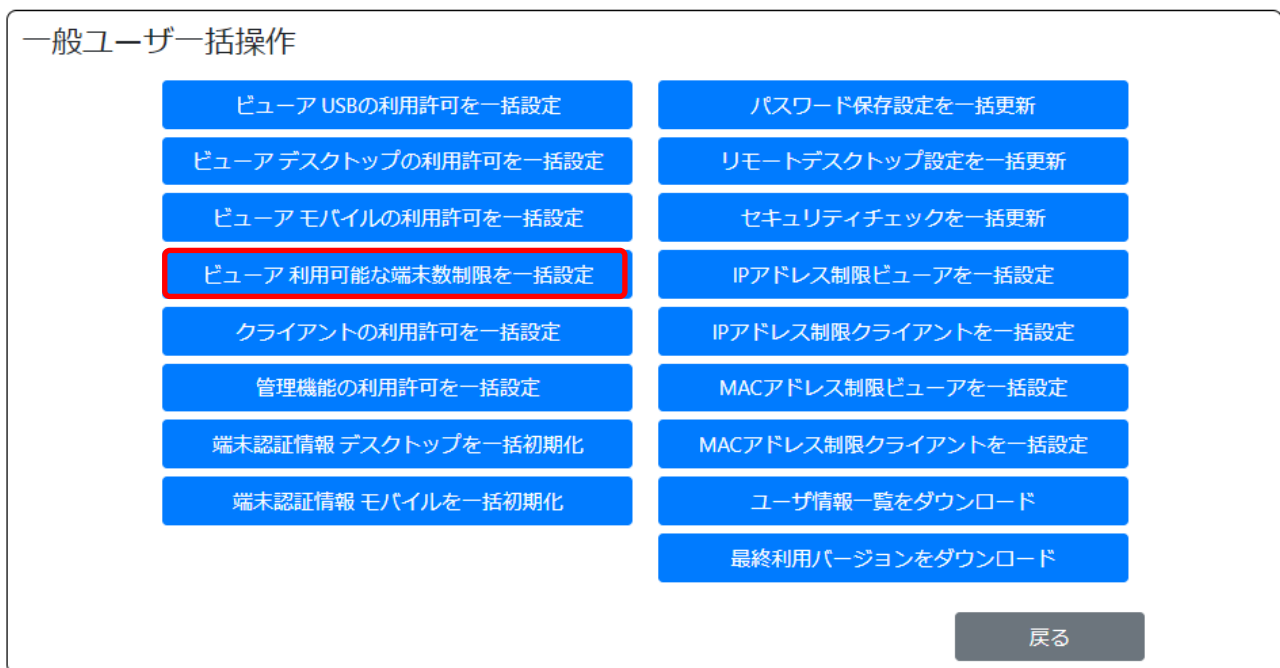 一般ユーザー括操作
ビューア USBの利用許可を一括設定
ビューア デスクトップの利用許可を一括設定
ビューア モバイルの利用許可を一括設定
ビューア 利用可能な端末数制限を一括設定
クライアントの利用許可を一括設定
管理機能の利用許可を一括設定
端末認証情報 デスクトップを一括初期化
端末認証情報 モバイルを一括初期化
パスワード保存設定を一括更新
リモートデスクトップ設定を一括更新
セキュリティチェックを一括更新
IPアドレス制限ビューアを一括設定
IPアドレス制限クライアントを一括設定
MACアドレス制限ビューアを一括設定
MACアドレス制限クライアントを一括設定
ユーザ情報一覧をダウンロード
最終利用バージョンをダウンロード
戻る